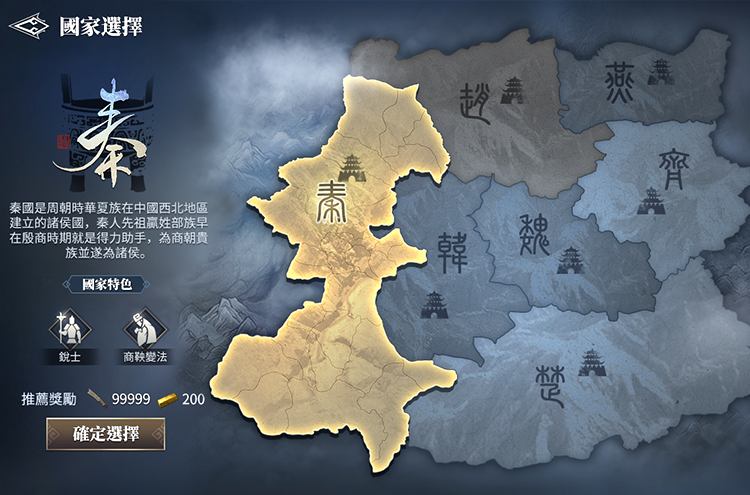 國家選擇
秦
秦國是周朝時華夏族在中國西北地區
建立的諸侯國，秦人先祖嬴姓部族早
在殷商時期就是得力助手，為商朝貴
族並遂為諸侯。
國家特色
銳士
商鞅變法
推薦獎勵 99999 200
確定選擇
趙
燕
秦
齊
韓
魏
楚